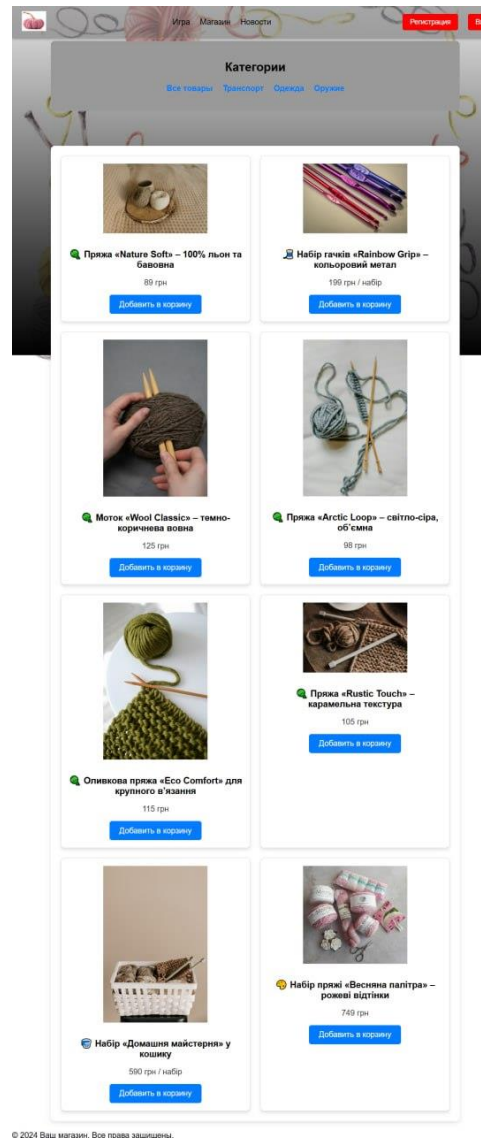 Игра Магазин Новости Регистрация
Категории
Все товары Транспорт Одежда Оружие
Пряжа «Nature Soft» – 100% льон та
бавовна
89 грн
Добавить в корзину
Набір гачків «Rainbow Grip» –
кольоровий метал
199 грн / набір
Добавить в корзину
Моток «Wool Classic» – темно-
коричнева вовна
125 грн
Добавить в корзину
Пряжа «Arctic Loop» – світло-сіра,
об'ємна
98 грн
Добавить в корзину
Оливкова пряжа «Eco Comfort» для
крупного в'язання
115 грн
Добавить в корзину
Пряжа «Rustic Touch» –
карамельна текстура
105 грн
Добавить в корзину
Набір «Домашня майстерня» у
кошику
590 грн / набір
Добавить в корзину
Набір пряжі «Весняна палітра» –
рожеві відтінки
749 грн
Добавить в корзину
© 2024 Ваш магазин. Все права защищены.